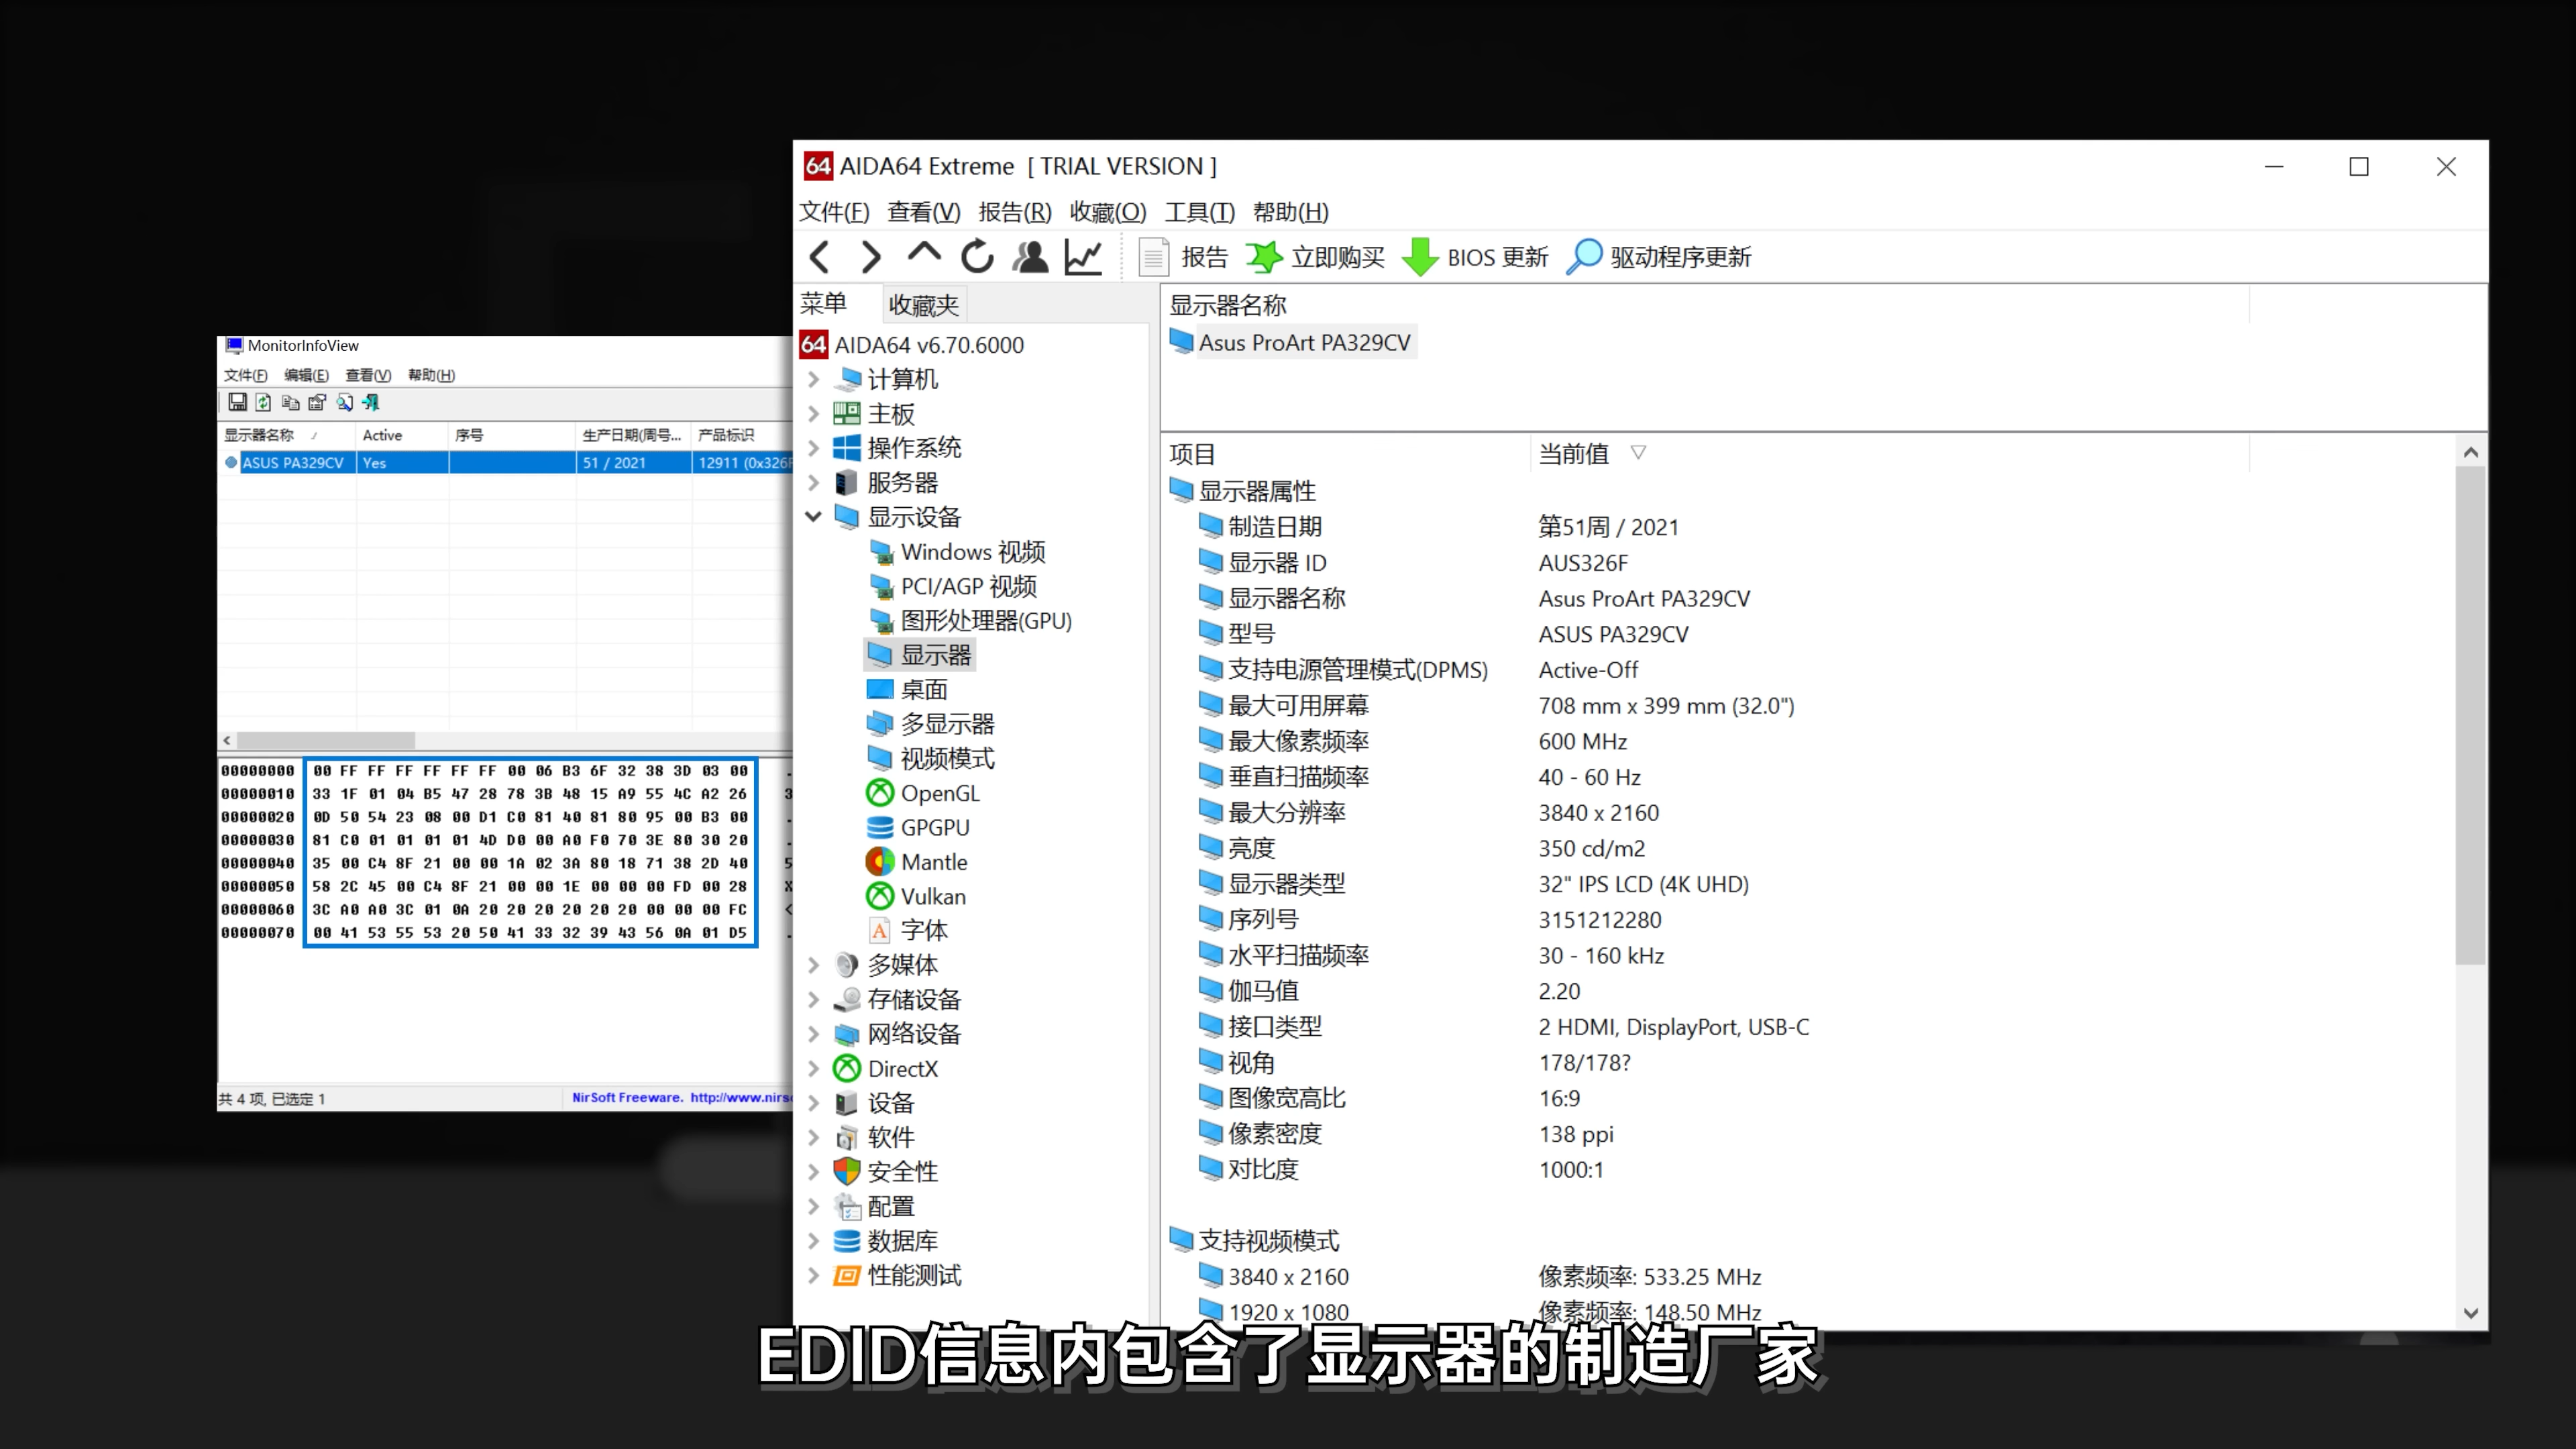 MonitorInfoView
文件(F) 编辑(E) 查看(V) 帮助(H)
显示器名称 Active 序号 生产日期(周号... 产品标识
ASUS PA329CV Yes 51 / 2021 12911 (0x326F
00000000 00 FF FF FF FF FF FF 00 06 B3 6F 32 38 3D 03 00 .
00000010 33 1F 01 04 B5 47 28 78 3B 48 15 A9 55 4C A2 26 3
00000020 0D 50 54 23 08 00 D1 C0 81 40 81 80 95 00 B3 00 .
00000030 81 C0 01 01 01 01 4D D0 00 A0 F0 70 3E 80 30 20 .
00000040 35 00 C4 8F 21 00 00 1A 02 3A 80 18 71 38 2D 40 5
00000050 58 2C 45 00 C4 8F 21 00 00 1E 00 00 00 FD 00 28 X
00000060 3C A0 A0 3C 01 0A 20 20 20 20 20 20 00 00 00 FC <
00000070 00 41 53 55 53 20 50 41 33 32 39 43 56 0A 01 D5 .
共 4 项, 已选定 1 NirSoft Freeware. http://www.nirs
64 AIDA64 Extreme [ TRIAL VERSION ]
文件(F) 查看(V) 报告(R) 收藏(O) 工具(T) 帮助(H)
报告 立即购买 BIOS 更新 驱动程序更新
菜单 收藏夹
64 AIDA64 v6.70.6000
计算机
主板
操作系统
服务器
显示设备
Windows 视频
PCI/AGP 视频
图形处理器(GPU)
显示器
桌面
多显示器
视频模式
OpenGL
GPGPU
Mantle
Vulkan
A 字体
多媒体
存储设备
网络设备
DirectX
设备
软件
安全性
配置
数据库
性能测试
显示器名称
Asus ProArt PA329CV
项目 当前值
显示器属性
制造日期 第51周 / 2021
显示器 ID AUS326F
显示器名称 Asus ProArt PA329CV
型号 ASUS PA329CV
支持电源管理模式(DPMS) Active-Off
最大可用屏幕 708 mm x 399 mm (32.0")
最大像素频率 600 MHz
垂直扫描频率 40 - 60 Hz
最大分辨率 3840 x 2160
亮度 350 cd/m2
显示器类型 32" IPS LCD (4K UHD)
序列号 3151212280
水平扫描频率 30 - 160 kHz
伽马值 2.20
接口类型 2 HDMI, DisplayPort, USB-C
视角 178/178?
图像宽高比 16:9
像素密度 138 ppi
对比度 1000:1
支持视频模式
3840 x 2160 像素频率: 533.25 MHz
1920 x 1080 像素频率: 148.50 MHz
EDID信息内包含了显示器的制造厂家